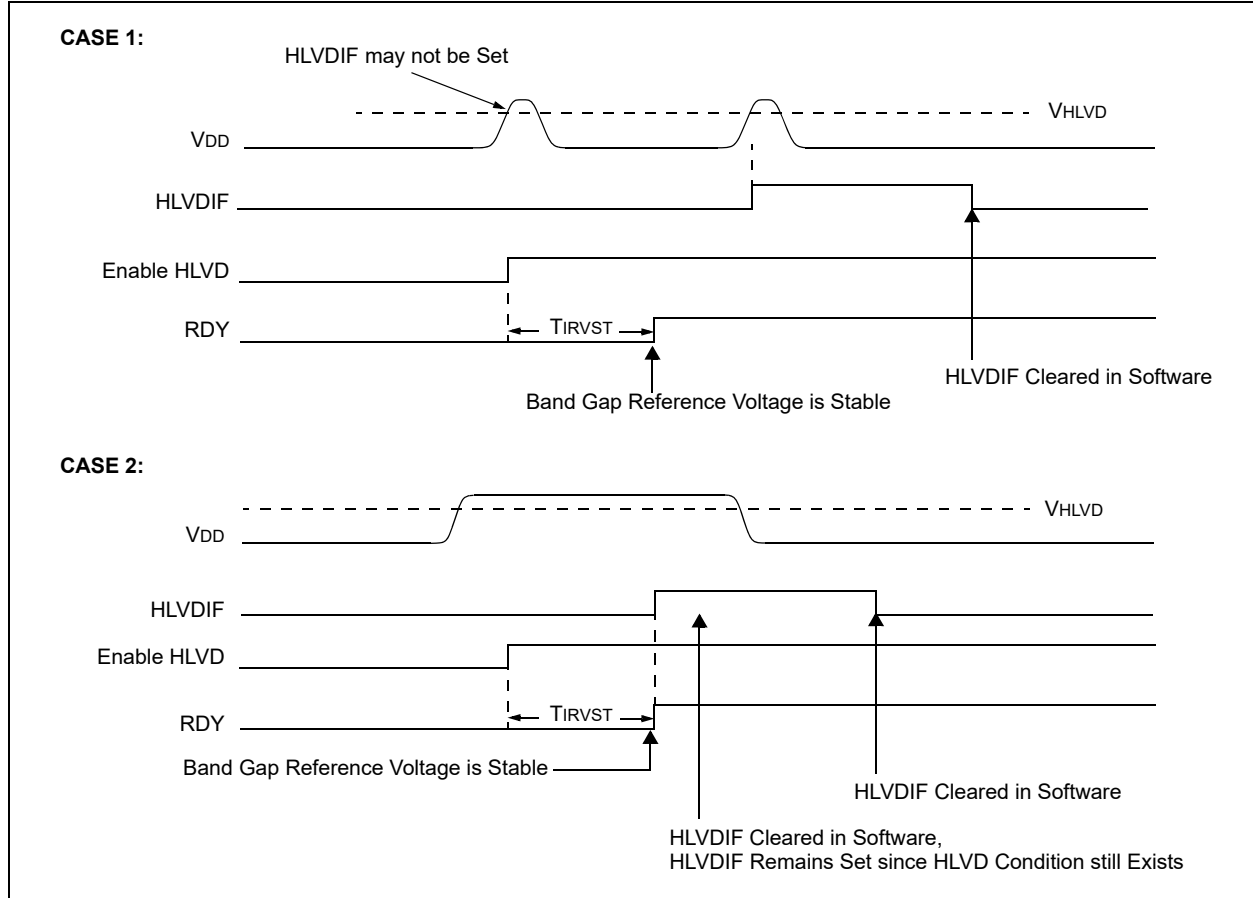 CASE 1:
HLVDIF may not be Set
VHLVD
VDD
HLVDIF
Enable HLVD
RDY
TIRVST
HLVDIF Cleared in Software
Band Gap Reference Voltage is Stable
CASE 2:
VHLVD
VDD
HLVDIF
Enable HLVD
RDY
TIRVST
Band Gap Reference Voltage is Stable
HLVDIF Cleared in Software
HLVDIF Cleared in Software,
HLVDIF Remains Set since HLVD Condition still Exists